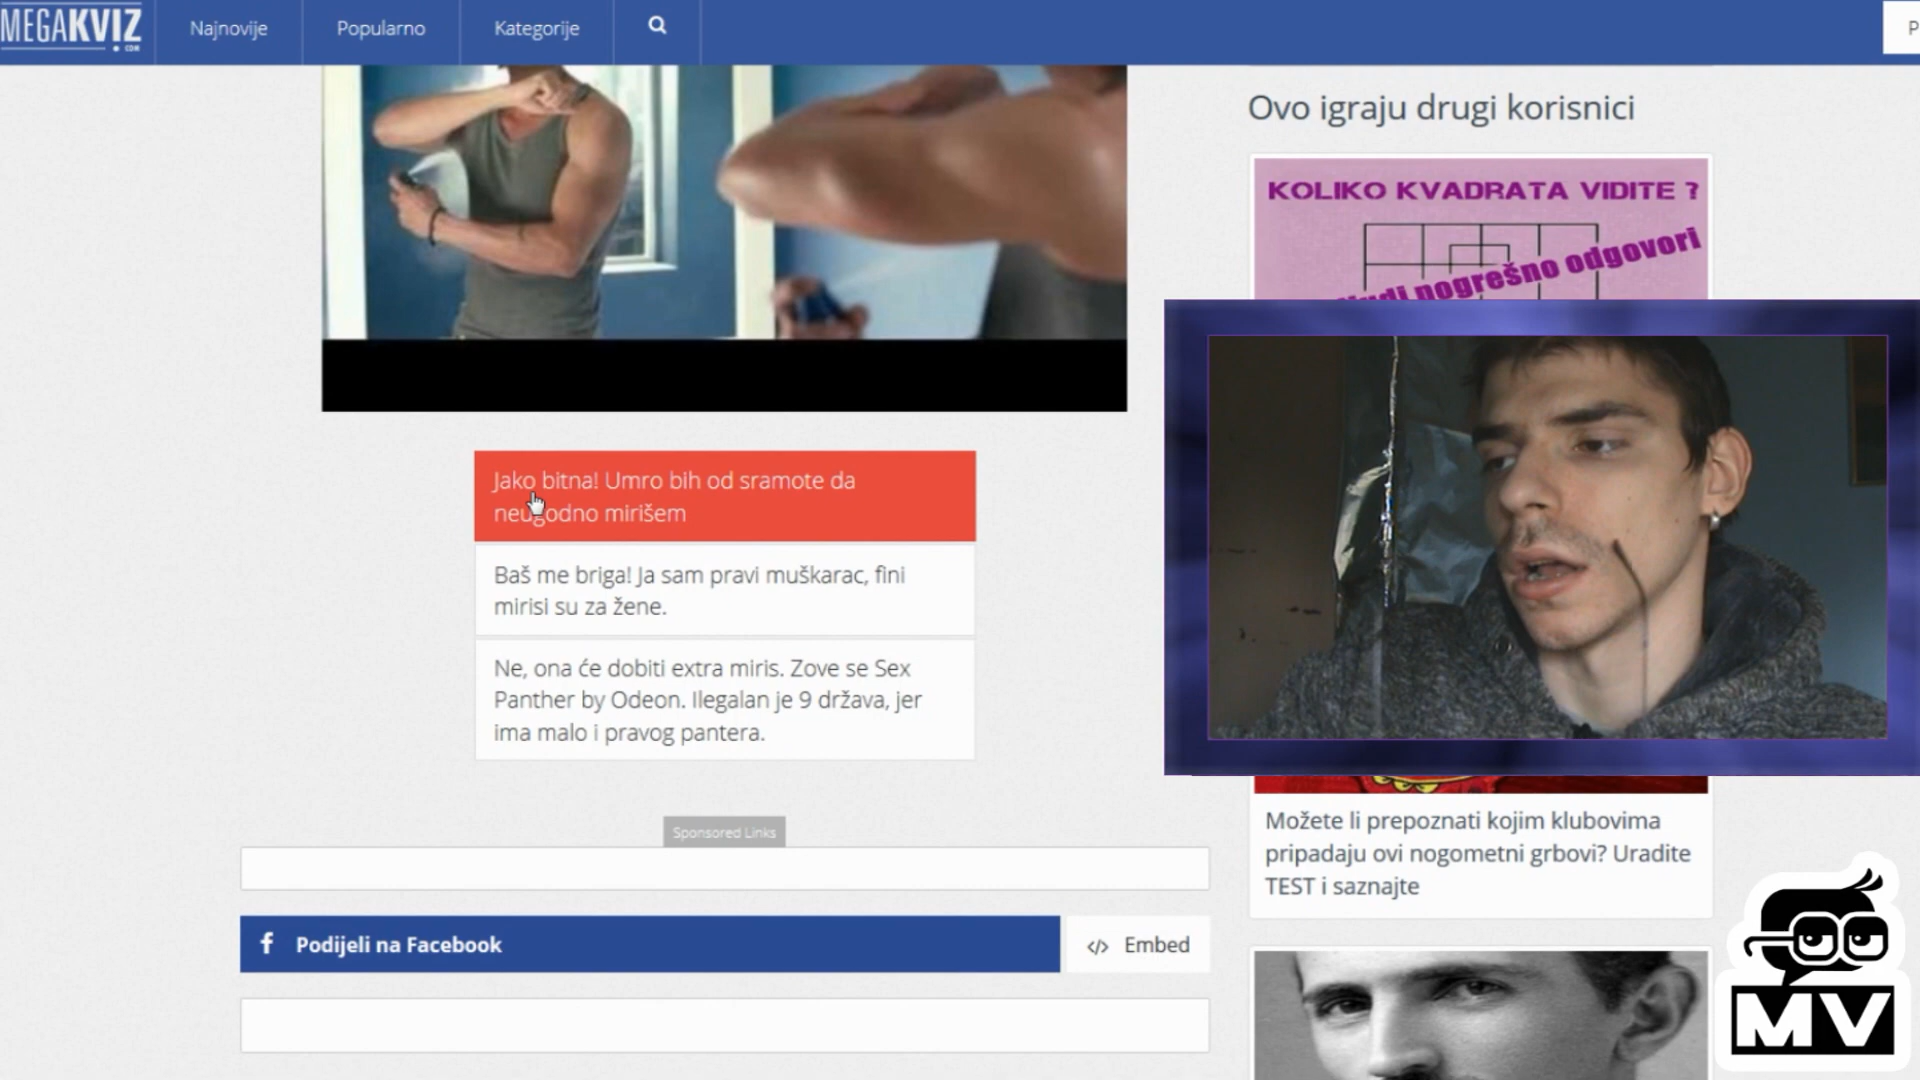 MEGAKVIZ
.COM
Najnovije
Popularno
Kategorije
P
Ovo igraju drugi korisnici
KOLIKO KVADRATA VIDITE ?
pogrešno odgovori
Jako bitna! Umro bih od sramote da
neugodno mirišem
Baš me briga! Ja sam pravi muškarac, fini
mirisi su za žene.
Ne, ona će dobiti extra miris. Zove se Sex
Panther by Odeon. Ilegalan je 9 država, jer
ima malo i pravog pantera.
Sponsored Links
Možete li prepoznati kojim klubovima
pripadaju ovi nogometni grbovi? Uradite
TEST i saznajte
f Podijeli na Facebook
</> Embed
MV